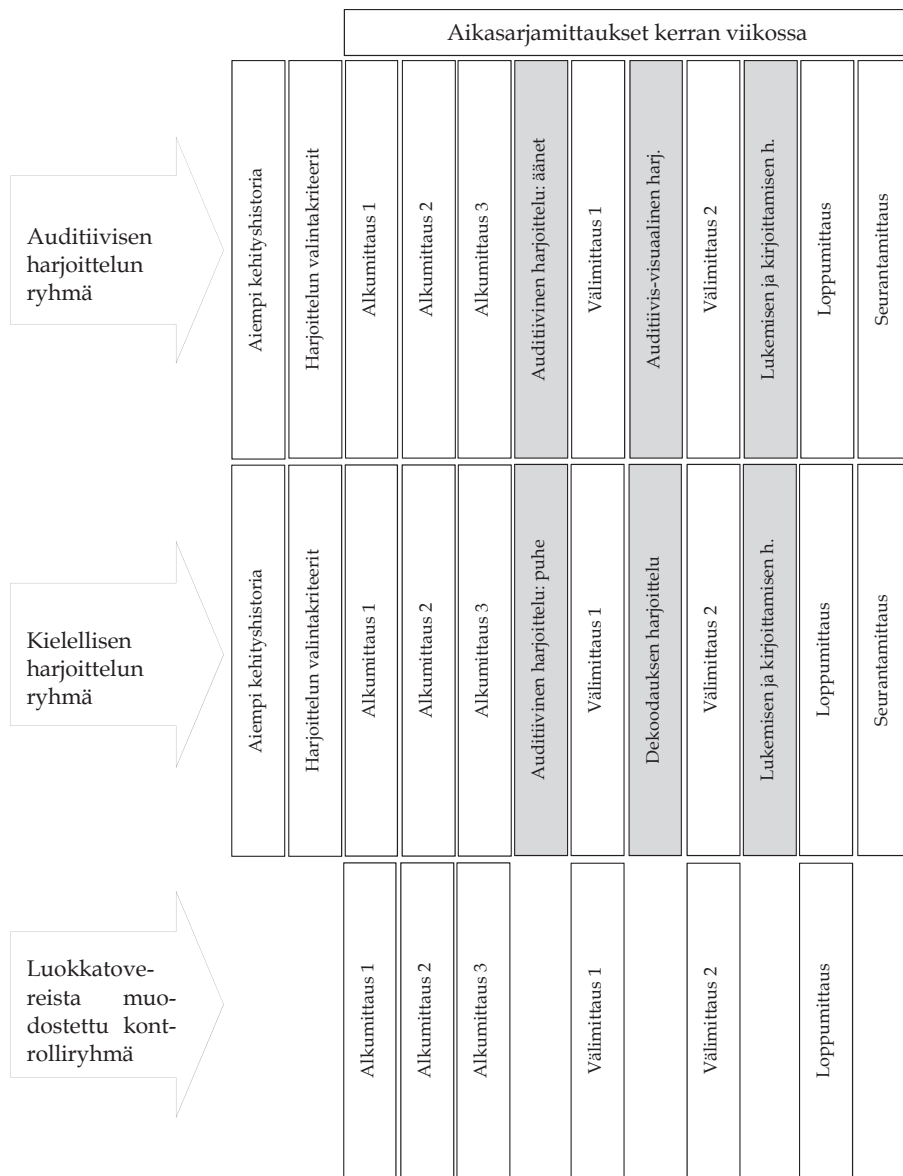 Aikasarjamittaukset kerran viikossa
Auditiivisen
harjoittelun
ryhmä
Aiempi kehityshistoria
Harjoittelun valintakriteerit
Alkumittaus 1
Alkumittaus 2
Alkumittaus 3
Auditiivinen harjoittelu: äänet
Välimittaus 1
Auditiivis-visuaalinen harj.
Välimittaus 2
Lukemisen ja kirjoittamisen h.
Loppumittaus
Seurantamittaus
Kielellisen
harjoittelun
ryhmä
Aiempi kehityshistoria
Harjoittelun valintakriteerit
Alkumittaus 1
Alkumittaus 2
Alkumittaus 3
Auditiivinen harjoittelu: puhe
Välimittaus 1
Dekoodauksen harjoittelu
Välimittaus 2
Lukemisen ja kirjoittamisen h.
Loppumittaus
Seurantamittaus
Luokkatove-
reista muo-
dostettu kont-
rolliryhmä
Alkumittaus 1
Alkumittaus 2
Alkumittaus 3
Välimittaus 1
Välimittaus 2
Loppumittaus